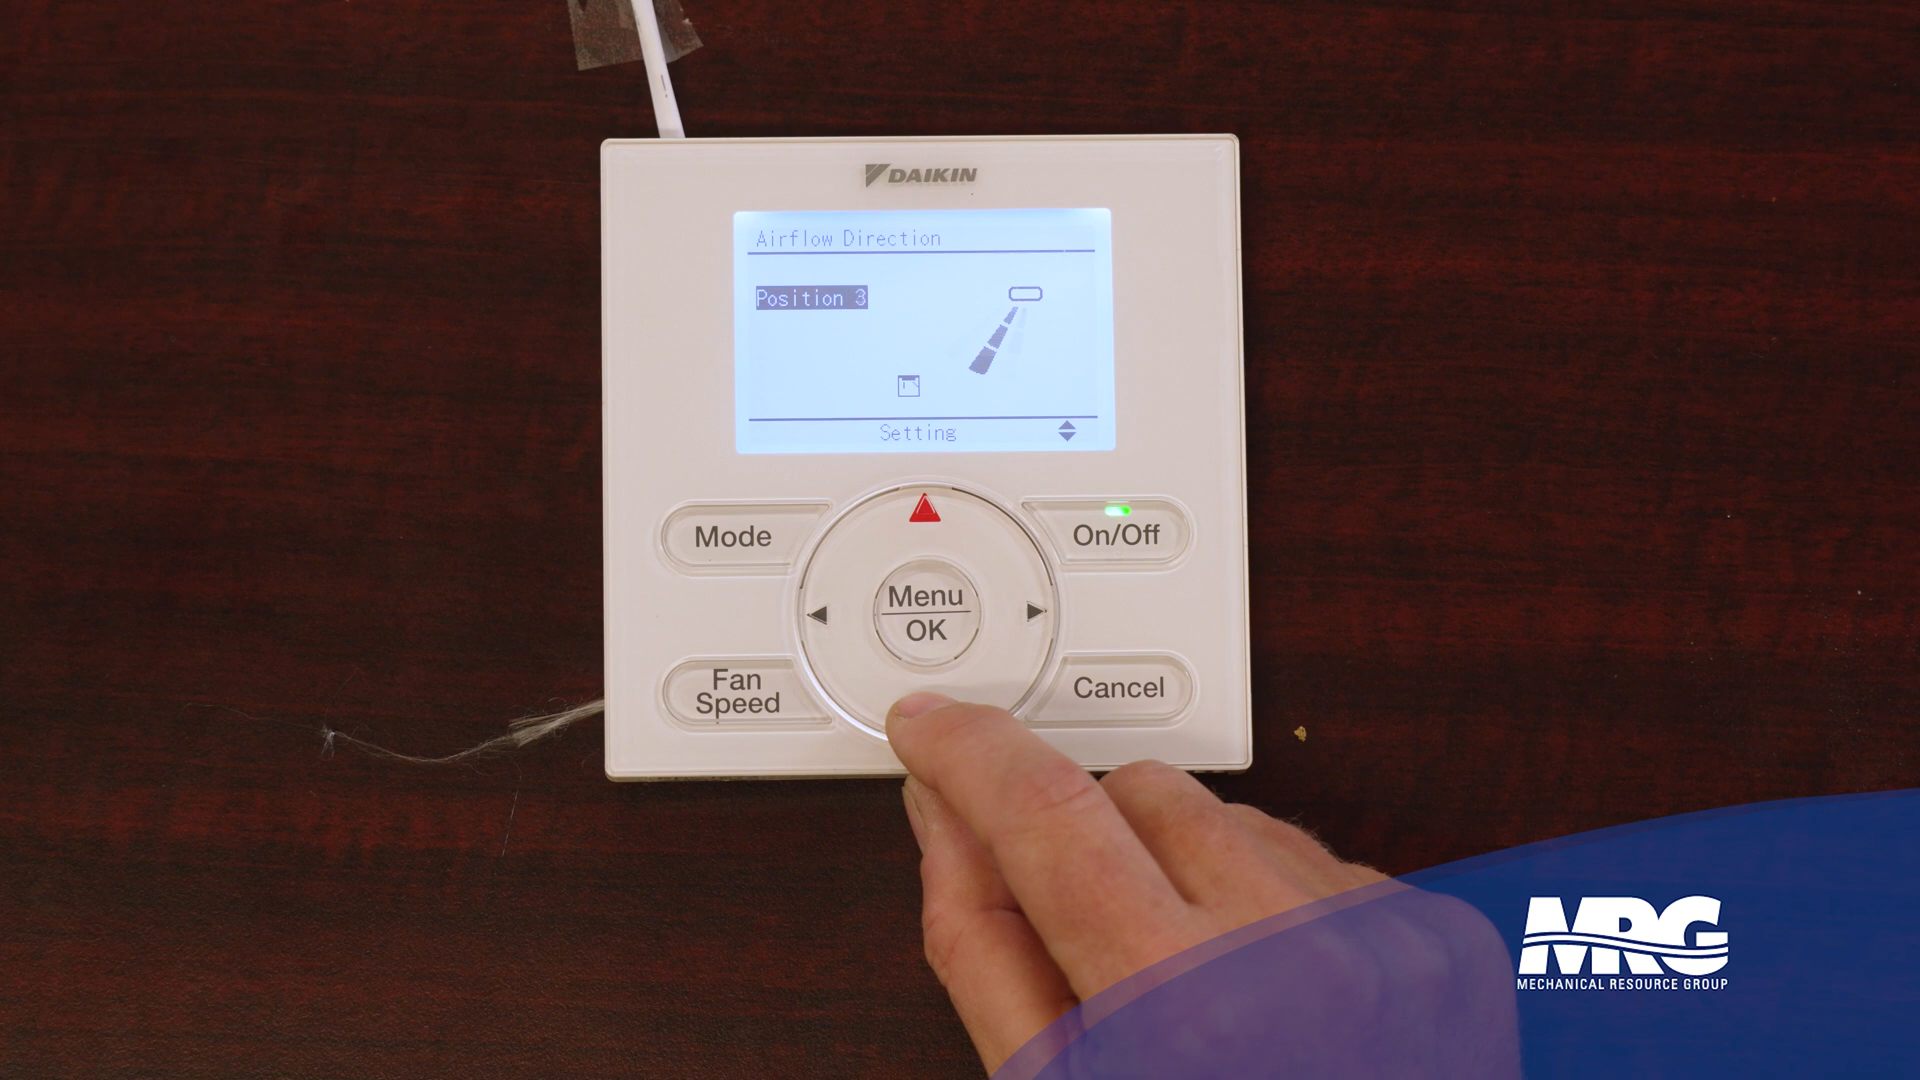 DAIKIN
Airflow Direction
Position 3
Setting
Mode
On/Off
Menu
OK
Fan
Speed
Cancel
MRG
MECHANICAL RESOURCE GROUP